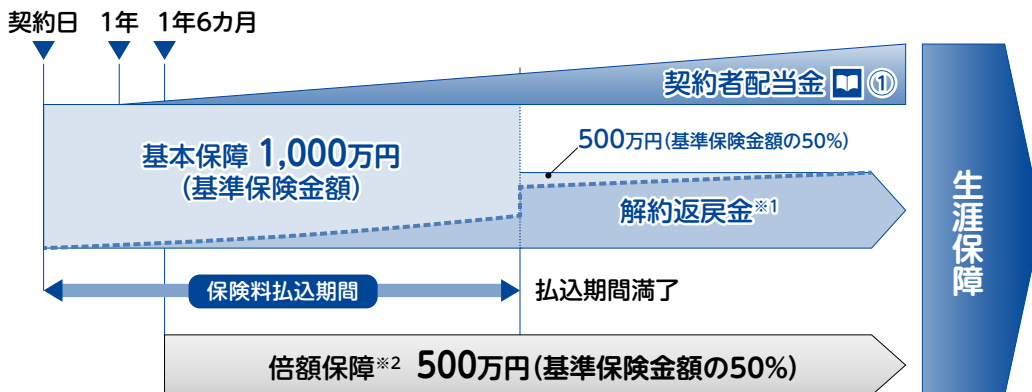 契約日 1年 1年6カ月
契約者配当金 ①
基本保障 1,000万円
(基準保険金額)
500万円(基準保険金額の50%)
解約返戻金※1
保険料払込期間
払込期間満了
倍額保障※2 500万円(基準保険金額の50%)
生涯保障